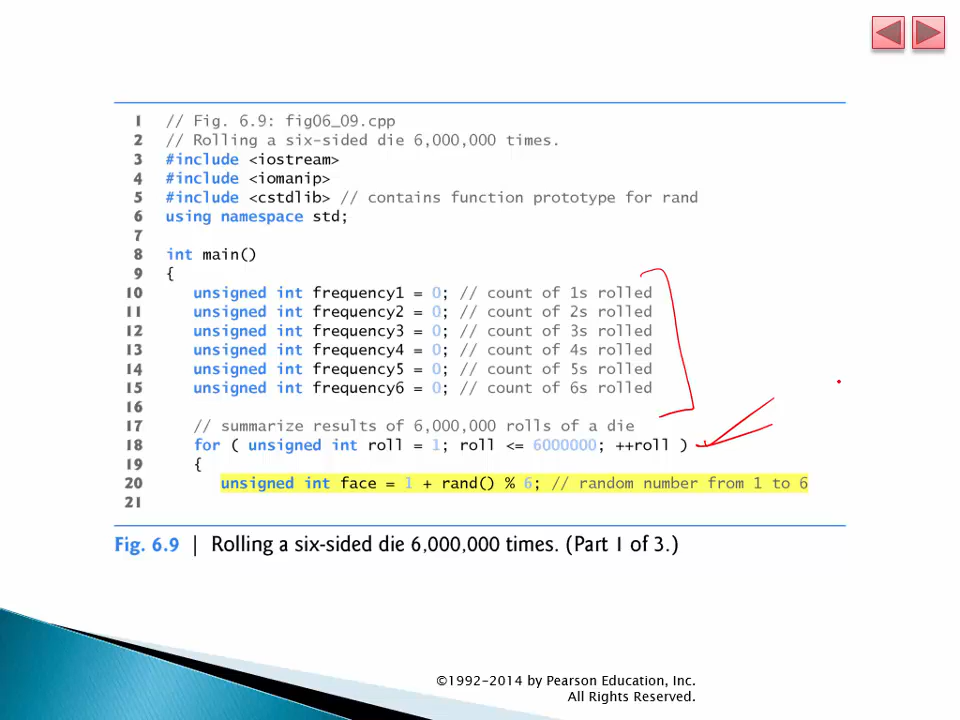 1 // Fig. 6.9: fig06_09.cpp
2 // Rolling a six-sided die 6,000,000 times.
3 #include <iostream>
4 #include <iomanip>
5 #include <cstdlib> // contains function prototype for rand
6 using namespace std;
7
8 int main()
9 {
10 unsigned int frequency1 = 0; // count of 1s rolled
11 unsigned int frequency2 = 0; // count of 2s rolled
12 unsigned int frequency3 = 0; // count of 3s rolled
13 unsigned int frequency4 = 0; // count of 4s rolled
14 unsigned int frequency5 = 0; // count of 5s rolled
15 unsigned int frequency6 = 0; // count of 6s rolled
16
17 // summarize results of 6,000,000 rolls of a die
18 for ( unsigned int roll = 1; roll <= 6000000; ++roll )
19 {
20 unsigned int face = 1 + rand() % 6; // random number from 1 to 6
21
Fig. 6.9 | Rolling a six-sided die 6,000,000 times. (Part 1 of 3.)
©1992-2014 by Pearson Education, Inc.
All Rights Reserved.